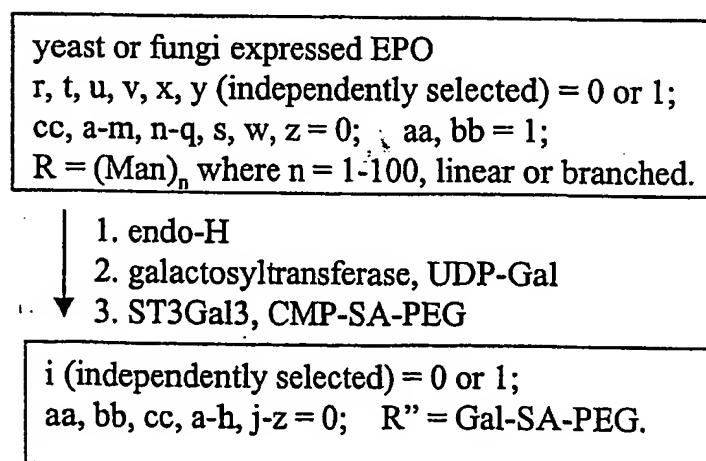 yeast or fungi expressed EPO
r, t, u, v, x, y (independently selected) = 0 or 1;
cc, a-m, n-q, s, w, z = 0; aa, bb = 1;
R = (Man)n where n = 1-100, linear or branched.
1. endo-H
2. galactosyltransferase, UDP-Gal
3. ST3Gal3, CMP-SA-PEG
i (independently selected) = 0 or 1;
aa, bb, cc, a-h, j-z = 0; R” = Gal-SA-PEG.